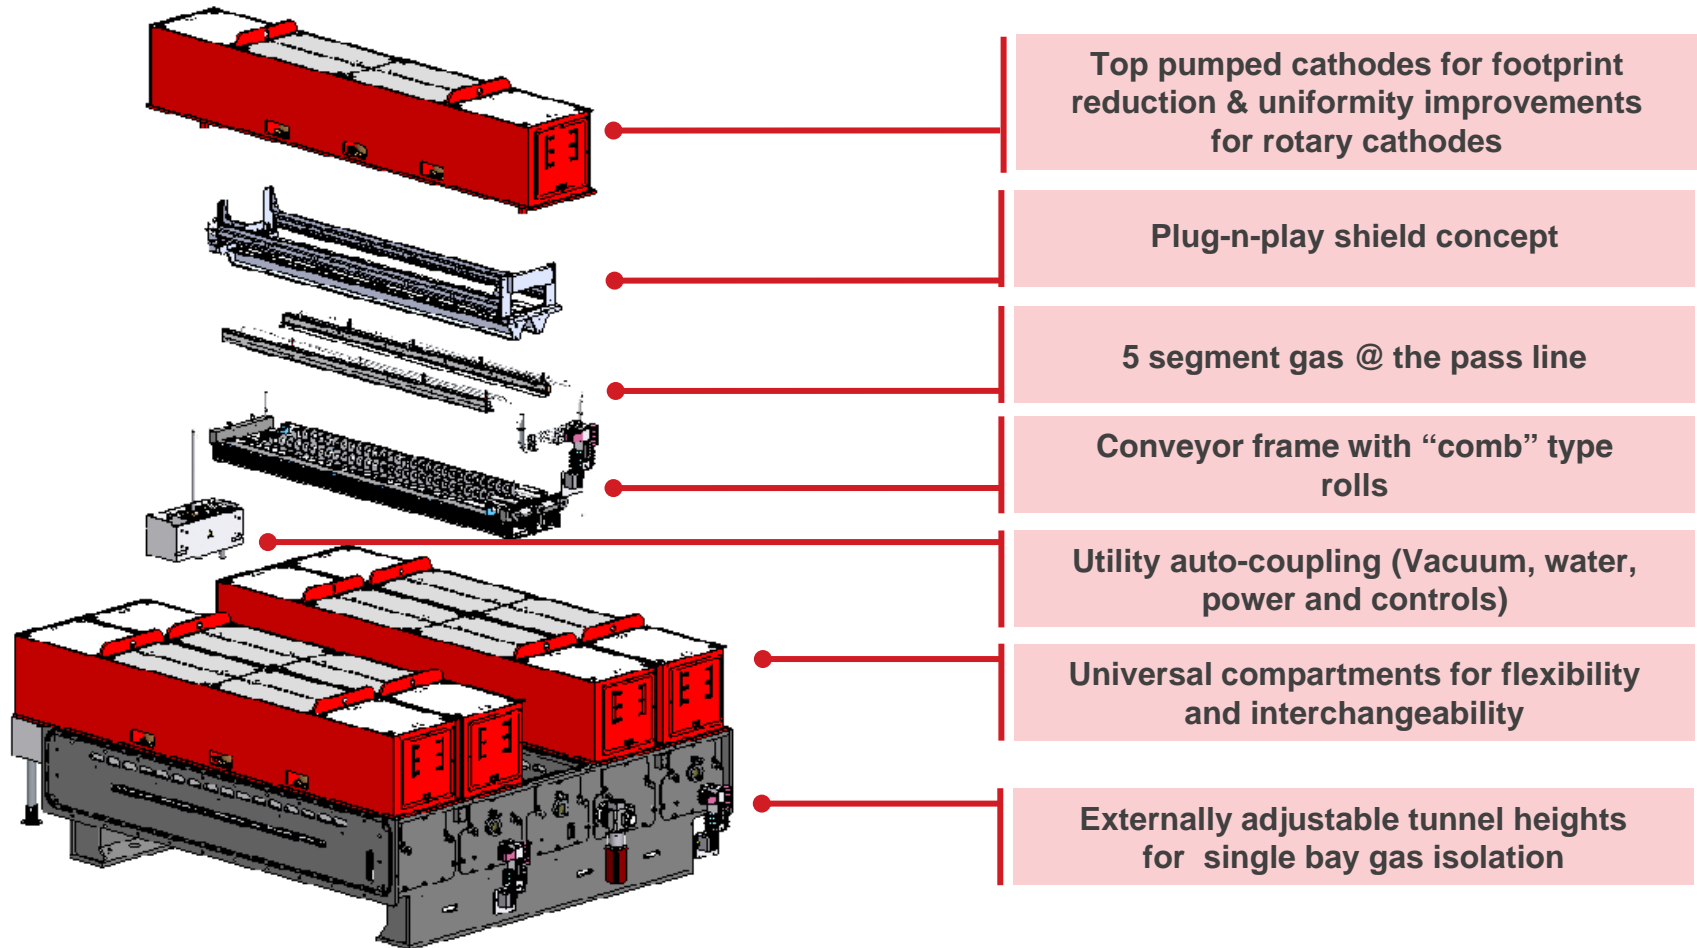 Top pumped cathodes for footprint
reduction & uniformity improvements
for rotary cathodes
Plug-n-play shield concept
5 segment gas @ the pass line
Conveyor frame with “comb” type
rolls
Utility auto-coupling (Vacuum, water,
power and controls)
Universal compartments for flexibility
and interchangeability
Externally adjustable tunnel heights
for single bay gas isolation